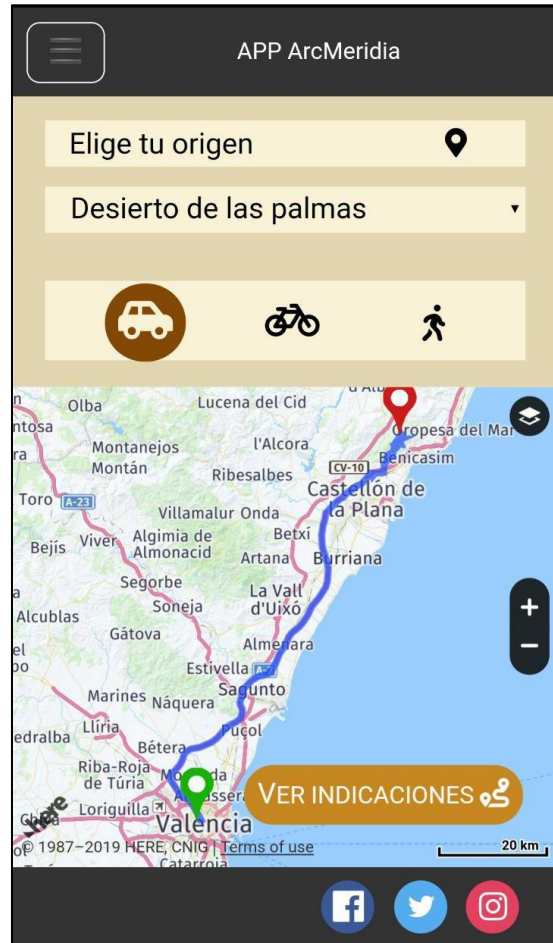 APP ArcMeridia
Elige tu origen
Desierto de las palmas
Olba
Lucena del Cid
Oropesa del Mar
Montanejos
l'Alcora
Benicasim
Montán
CV-10
Ribesalbes
Castellón de
la Plana
Toro
A-23
Villamalur
Onda
Bejís
Viver
Algimia de
Almonacid
Betxí
Artana
Burriana
Segorbe
La Vall
d'Uixó
Soneja
Alcublas
Gátova
Almenara
Estivella
A-7
Sagunto
Marines
Náquera
Puçol
Llíria
Bétera
Riba-Roja
de Túria
Loriguilla
Valencia
VER INDICACIONES
here
© 1987–2019 HERE, CNIG | Terms of use
20 km
Catarroja